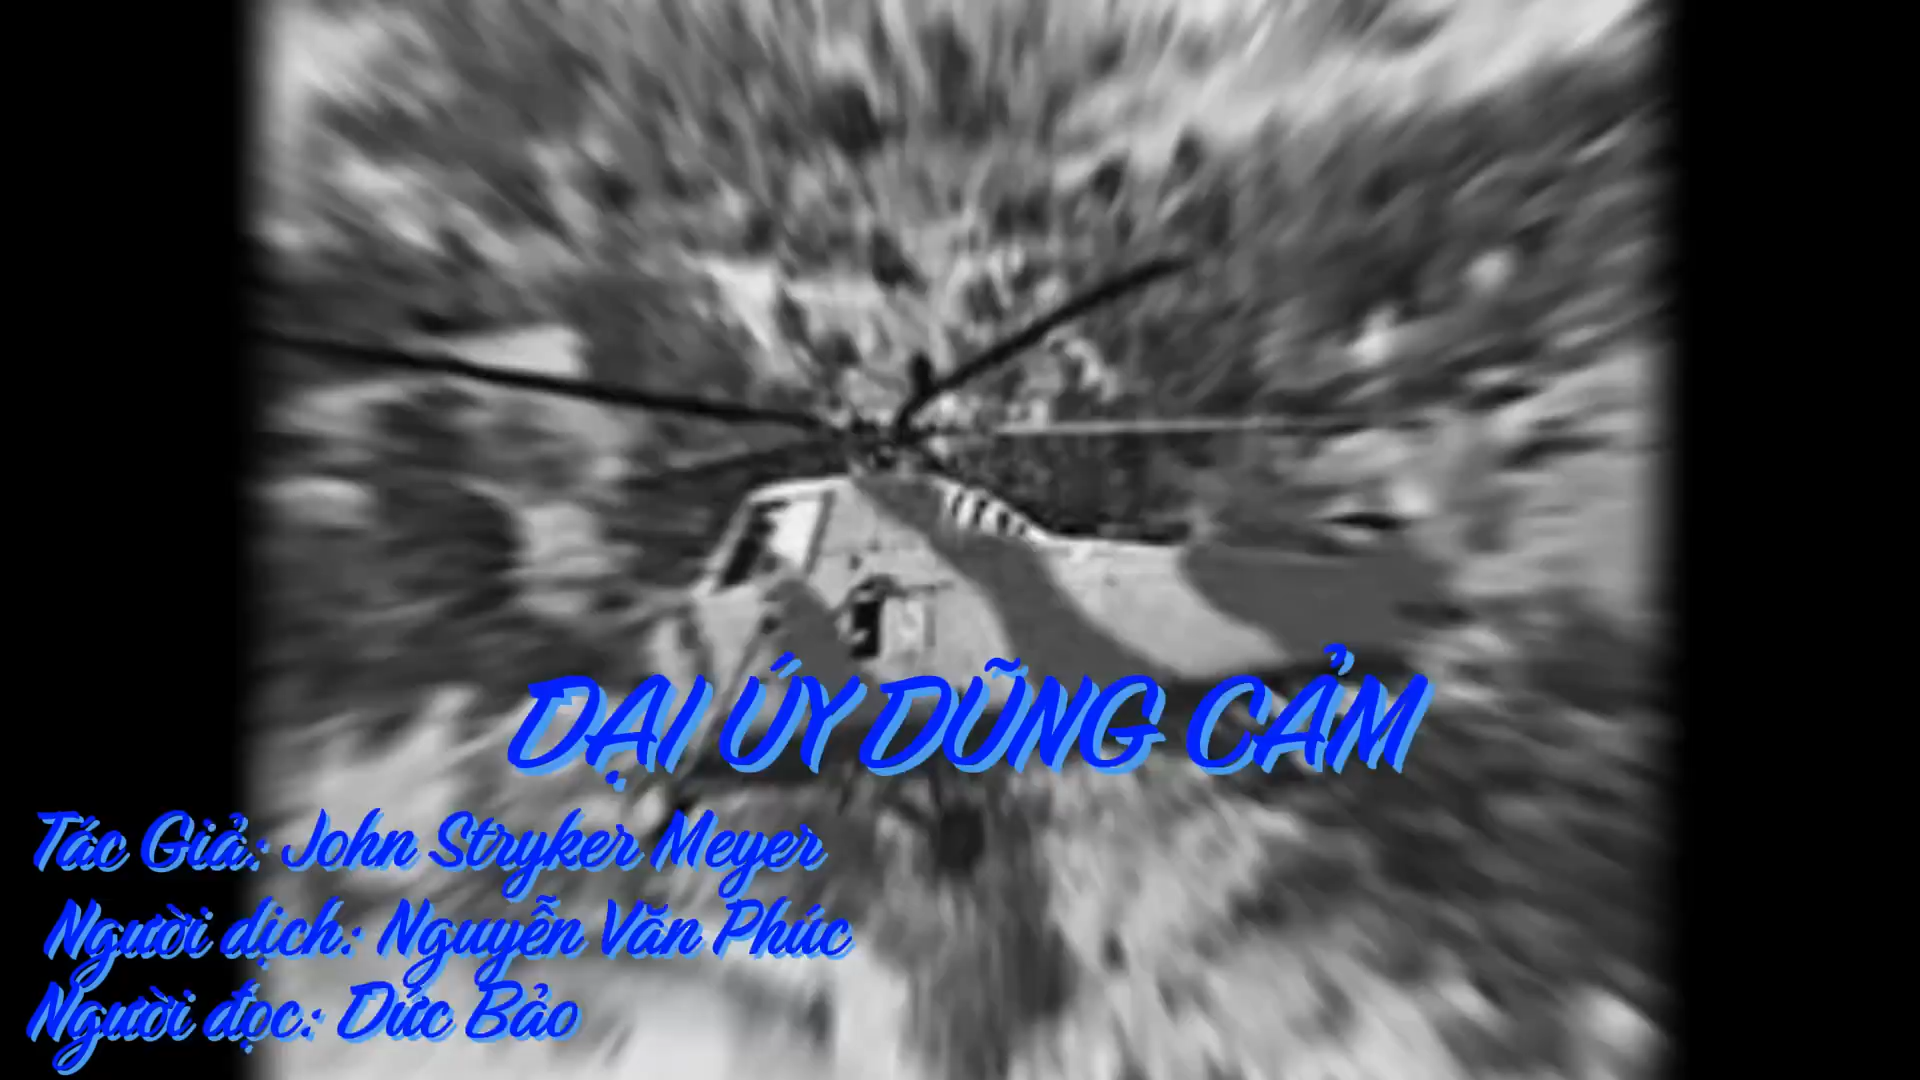 ĐẠI ÚY DŨNG CẢM
Tác Giả: John Stryker Meyer
Người dịch: Nguyễn Văn Phúc
Người đọc: Đức Bảo